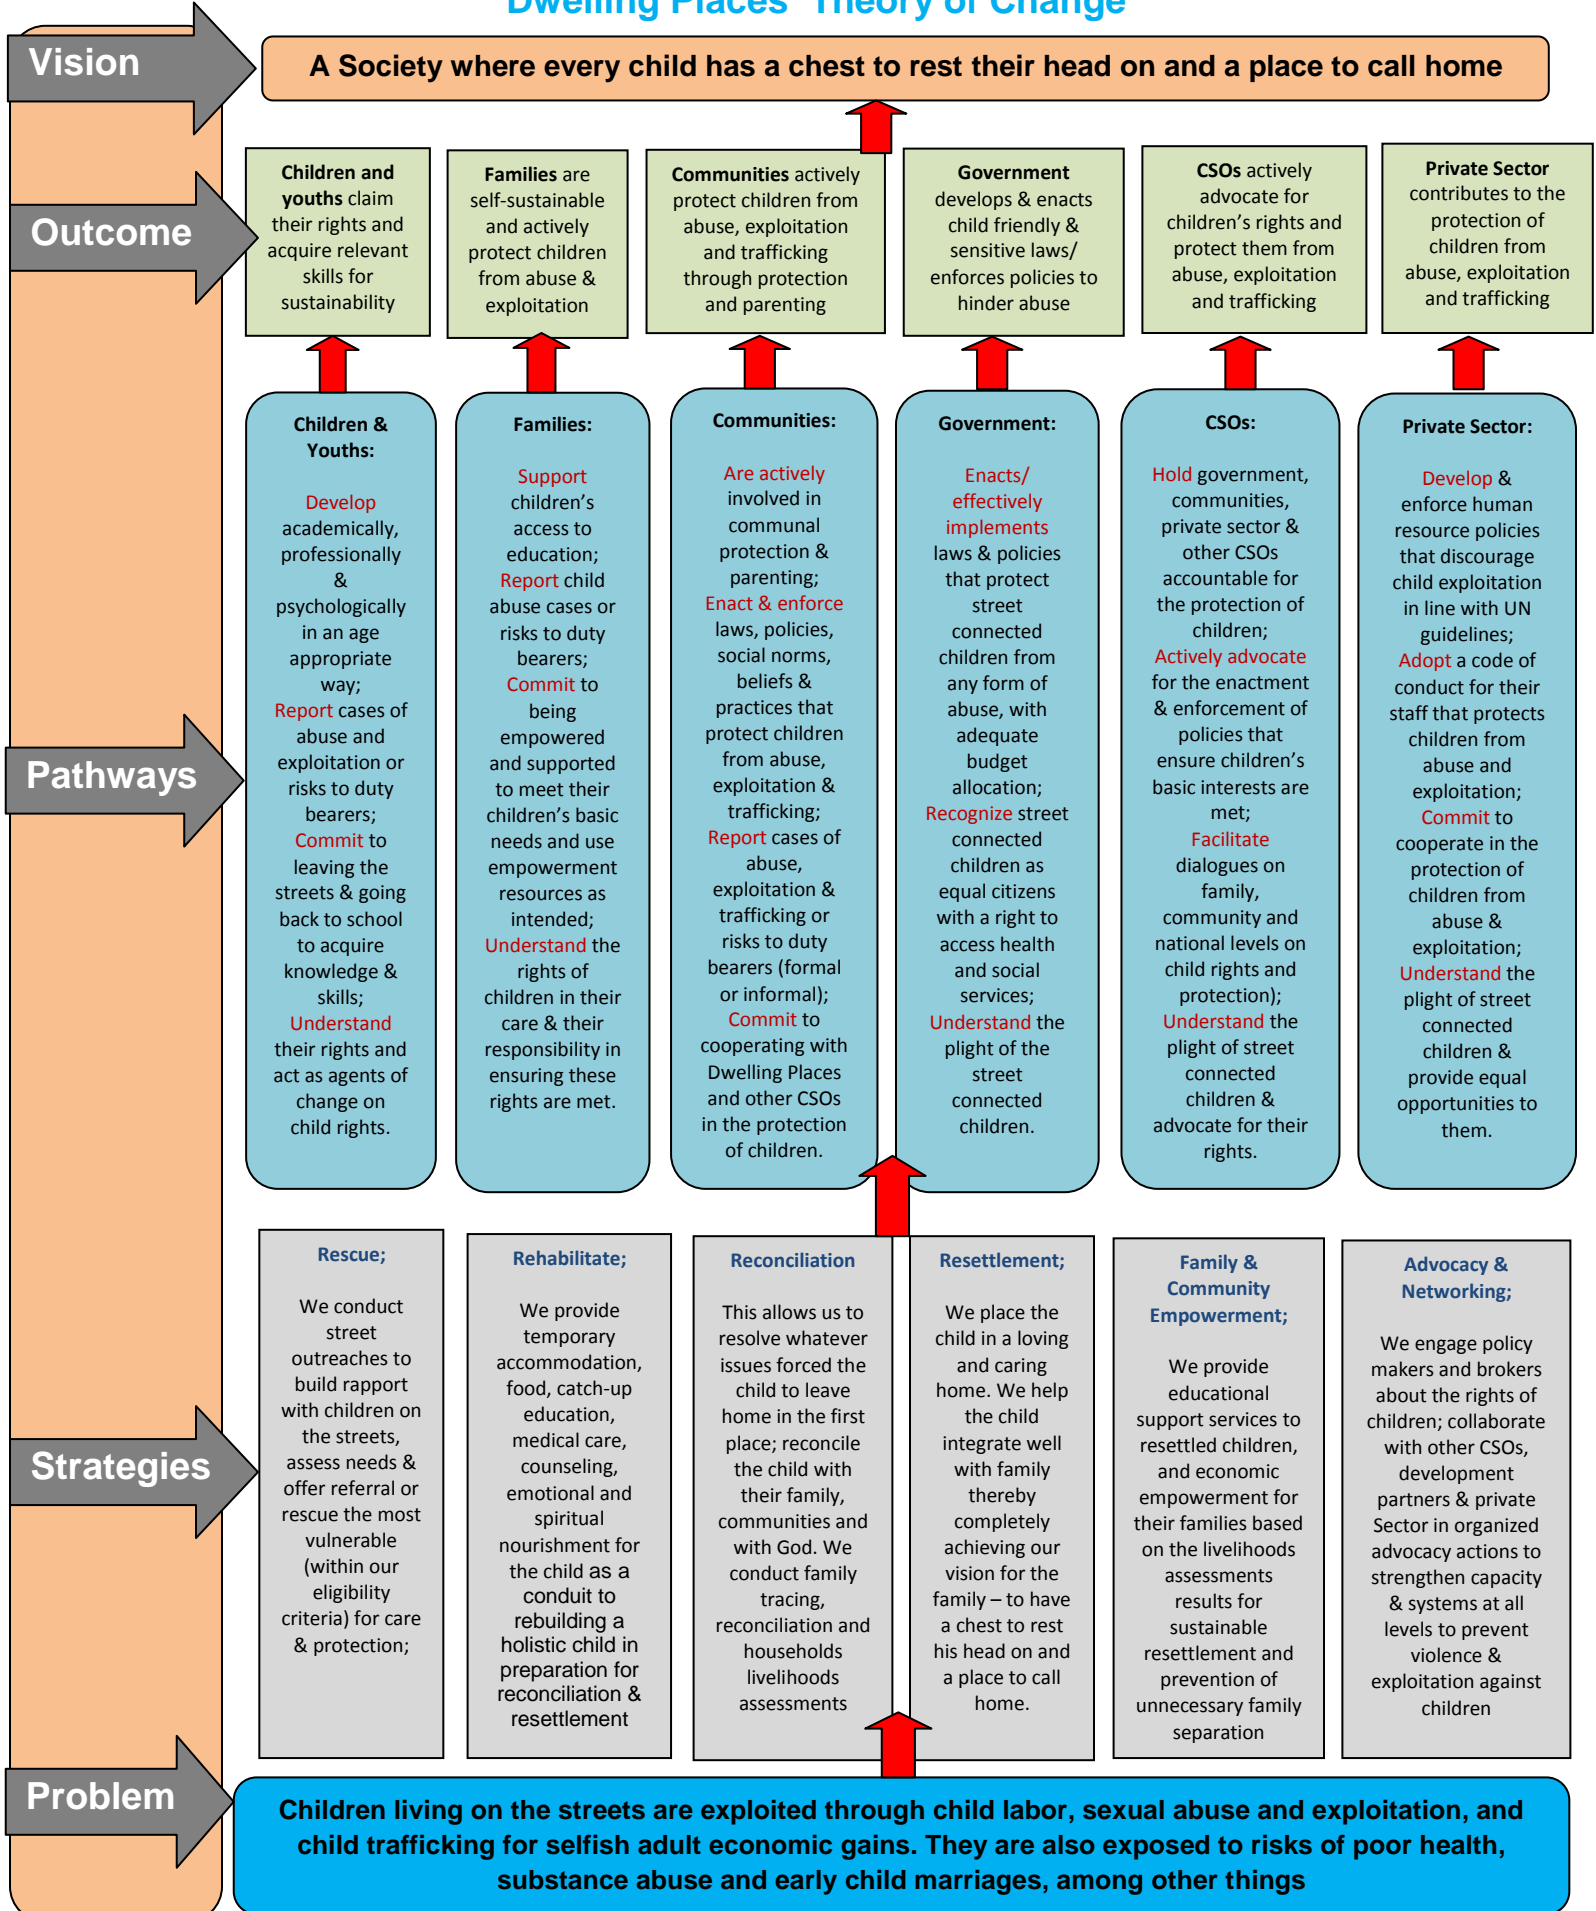 Dwelling Places' Theory of Change
Vision
A Society where every child has a chest to rest their head on and a place to call home
Outcome
Children and
youths claim
their rights and
acquire relevant
skills for
sustainability
Families are
self-sustainable
and actively
protect children
from abuse &
exploitation
Communities actively
protect children from
abuse, exploitation
and trafficking
through protection
and parenting
Government
develops & enacts
child friendly &
sensitive laws/
enforces policies to
hinder abuse
CSOs actively
advocate for
children's rights and
protect them from
abuse, exploitation
and trafficking
Private Sector
contributes to the
protection of
children from
abuse, exploitation
and trafficking
Pathways
Children &
Youths:
Develop
academically,
professionally
&
psychologically
in an age
appropriate
way;
Report cases of
abuse and
exploitation or
risks to duty
bearers;
Commit to
leaving the
streets & going
back to school
to acquire
knowledge &
skills;
Understand
their rights and
act as agents of
change on
child rights.
Families:
Support
children's
access to
education;
Report child
abuse cases or
risks to duty
bearers;
Commit to
being
empowered
and supported
to meet their
children's basic
needs and use
empowerment
resources as
intended;
Understand the
rights of
children in their
care & their
responsibility in
ensuring these
rights are met.
Communities:
Are actively
involved in
communal
protection &
parenting;
Enact & enforce
laws, policies,
social norms,
beliefs &
practices that
protect children
from abuse,
exploitation &
trafficking;
Report cases of
abuse,
exploitation &
trafficking or
risks to duty
bearers (formal
or informal);
Commit to
cooperating with
Dwelling Places
and other CSOs
in the protection
of children.
Government:
Enacts/
effectively
implements
laws & policies
that protect
street
connected
children from
any form of
abuse, with
adequate
budget
allocation;
Recognize street
connected
children as
equal citizens
with a right to
access health
and social
services;
Understand the
plight of the
street
connected
children.
CSOs:
Hold government,
communities,
private sector &
other CSOs
accountable for
the protection of
children;
Actively advocate
for the enactment
& enforcement of
policies that
ensure children's
basic interests are
met;
Facilitate
dialogues on
family,
community and
national levels on
child rights and
protection);
Understand the
plight of street
connected
children &
advocate for their
rights.
Private Sector:
Develop &
enforce human
resource policies
that discourage
child exploitation
in line with UN
guidelines;
Adopt a code of
conduct for their
staff that protects
children from
abuse and
exploitation;
Commit to
cooperate in the
protection of
children from
abuse &
exploitation;
Understand the
plight of street
connected
children &
provide equal
opportunities to
them.
Strategies
Rescue;
We conduct
street
outreaches to
build rapport
with children on
the streets,
assess needs &
offer referral or
rescue the most
vulnerable
(within our
eligibility
criteria) for care
& protection;
Rehabilitate;
We provide
temporary
accommodation,
food, catch-up
education,
medical care,
counseling,
emotional and
spiritual
nourishment for
the child as a
conduit to
rebuilding a
holistic child in
preparation for
reconciliation &
resettlement
Reconciliation
This allows us to
resolve whatever
issues forced the
child to leave
home in the first
place; reconcile
the child with
their family,
communities and
with God. We
conduct family
tracing,
reconciliation and
households
livelihoods
assessments
Resettlement;
We place the
child in a loving
and caring
home. We help
the child
integrate well
with family
thereby
completely
achieving our
vision for the
family – to have
a chest to rest
his head on and
a place to call
home.
Family &
Community
Empowerment;
We provide
educational
support services to
resettled children,
and economic
empowerment for
their families based
on the livelihoods
assessments
results for
sustainable
resettlement and
prevention of
unnecessary family
separation
Advocacy &
Networking;
We engage policy
makers and brokers
about the rights of
children; collaborate
with other CSOs,
development
partners & private
Sector in organized
advocacy actions to
strengthen capacity
& systems at all
levels to prevent
violence &
exploitation against
children
Problem
Children living on the streets are exploited through child labor, sexual abuse and exploitation, and
child trafficking for selfish adult economic gains. They are also exposed to risks of poor health,
substance abuse and early child marriages, among other things